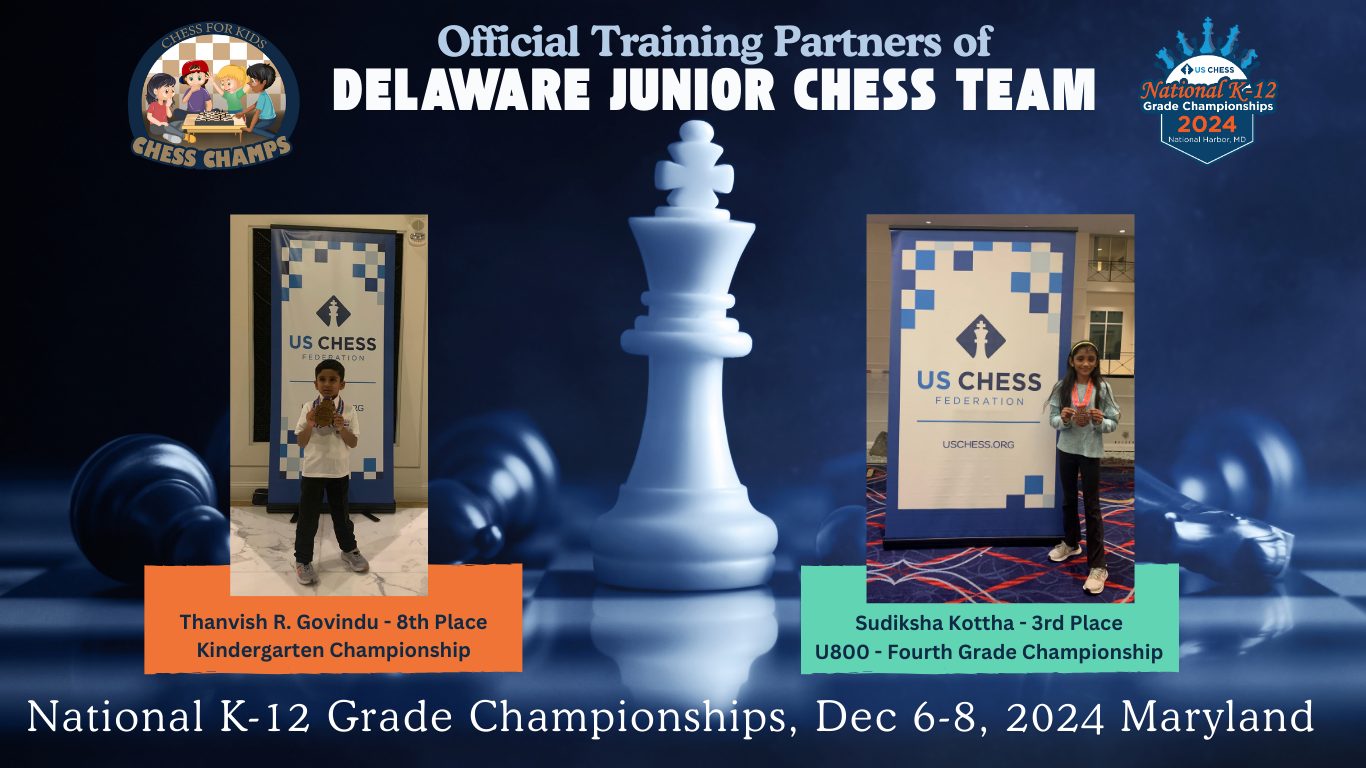 CHESS FOR KIDS
CHESS CHAMPS
Official Training Partners of
DELAWARE JUNIOR CHESS TEAM
US CHESS
National K-12
Grade Championships
2024
National Harbor, MD
US CHESS
FEDERATION
RG
US CHESS
FEDERATION
USCHESS.ORG
Thanvish R. Govindu - 8th Place
Kindergarten Championship
Sudiksha Kottha - 3rd Place
U800 - Fourth Grade Championship
National K-12 Grade Championships, Dec 6-8, 2024 Maryland